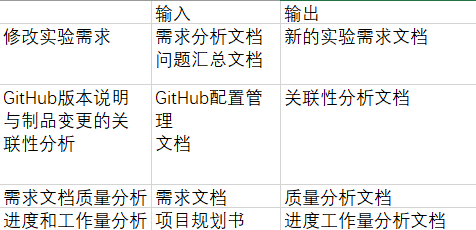 输入 输出
修改实验需求 需求分析文档 新的实验需求文档
问题汇总文档
GitHub版本说明 GitHub配置管 关联性分析文档
与制品变更的关 理
联性分析 文档
需求文档质量分析 需求文档 质量分析文档
进度和工作量分析 项目规划书 进度工作量分析文档